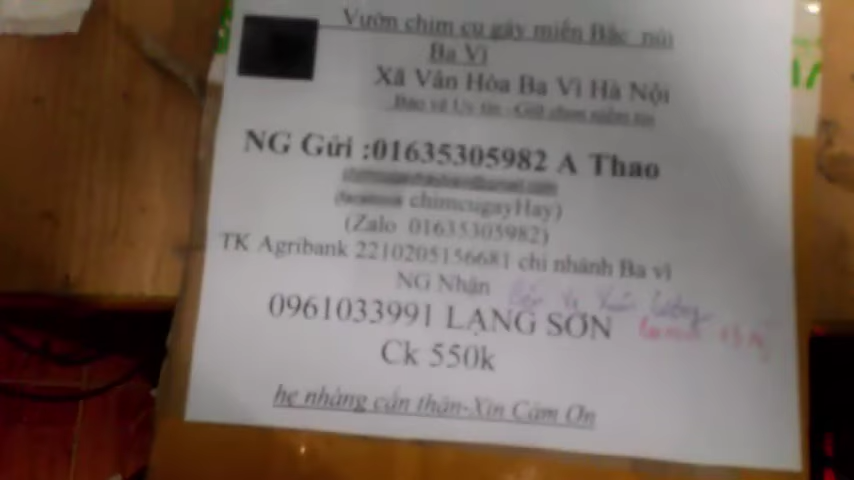 Vườn chim cu gáy miền Bắc núi
Ba Vì
Xã Vân Hòa Ba Vì Hà Nội
NG Gửi :01635305982 A Thao
chimcugayHay)
(Zalo 01635305982)
TK Agribank 2210205156681 chi nhánh Ba vì
NG Nhận
0961033991 LẠNG SƠN
Ck 550k
hẹ nhàng cẩn thận-Xin Cảm Ơn